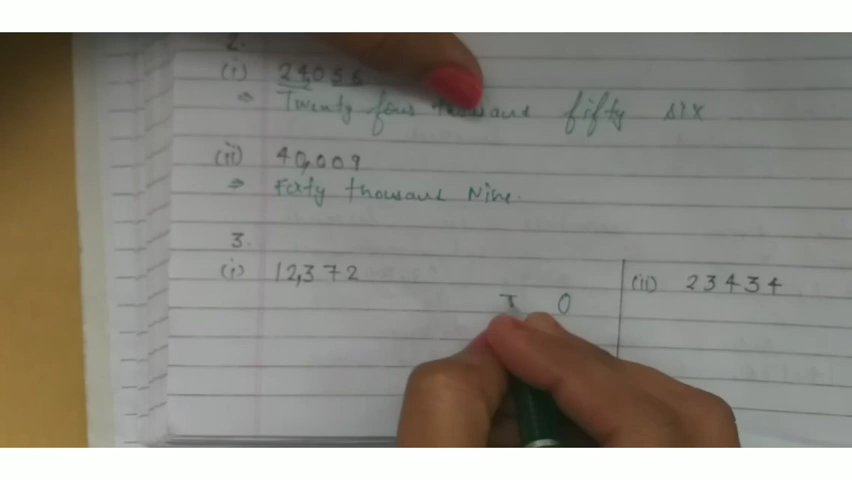 2.
(i) 24,056
⇒ Twenty four thousand fifty six
(ii) 40,009
⇒ Forty thousand Nine.
3.
(i) 12,372
(ii) 23434
T O